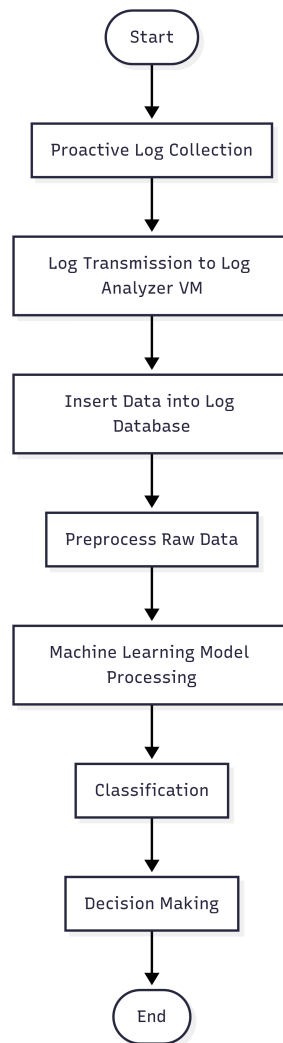 Start
Proactive Log Collection
Log Transmission to Log
Analyzer VM
Insert Data into Log
Database
Preprocess Raw Data
Machine Learning Model
Processing
Classification
Decision Making
End